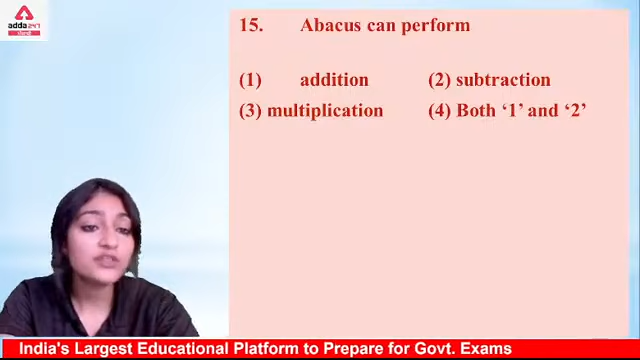 adda247
ਪੰਜਾਬੀ
15. Abacus can perform
(1) addition (2) subtraction
(3) multiplication (4) Both ‘1’ and ‘2’
India's Largest Educational Platform to Prepare for Govt. Exams